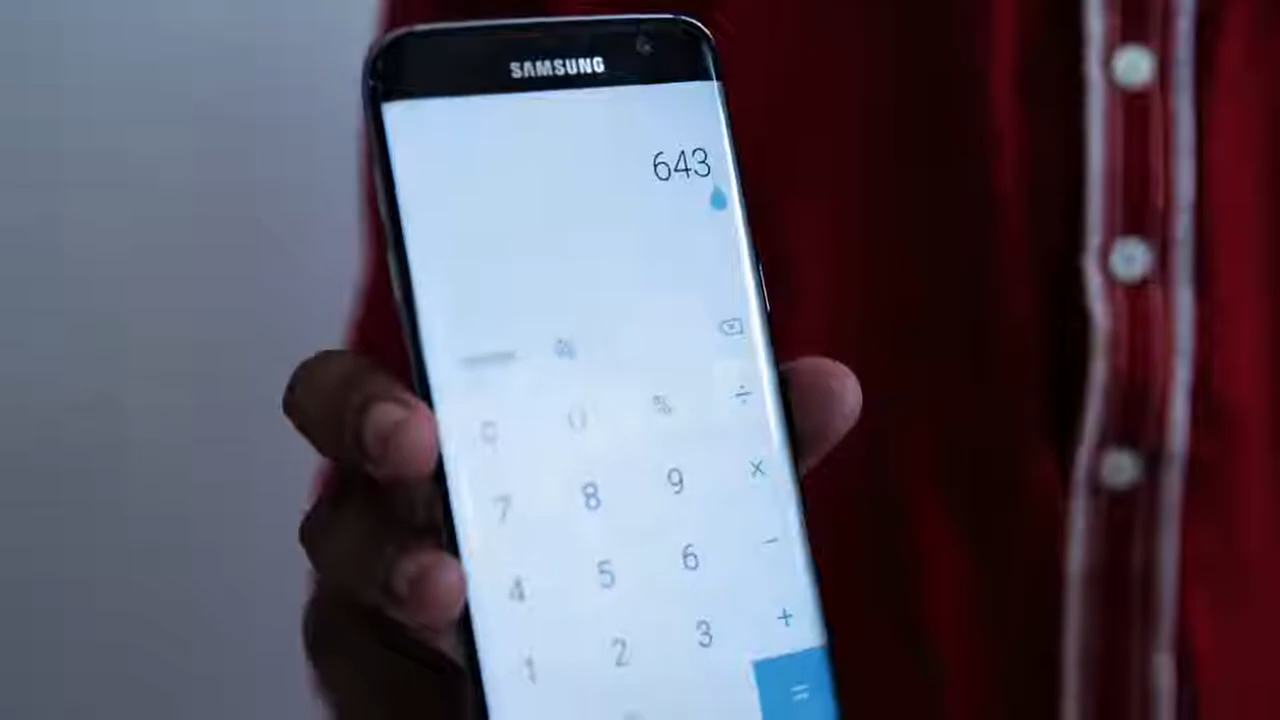 SAMSUNG
643
C () % ÷
7 8 9 ×
4 5 6 −
1 2 3 +
=